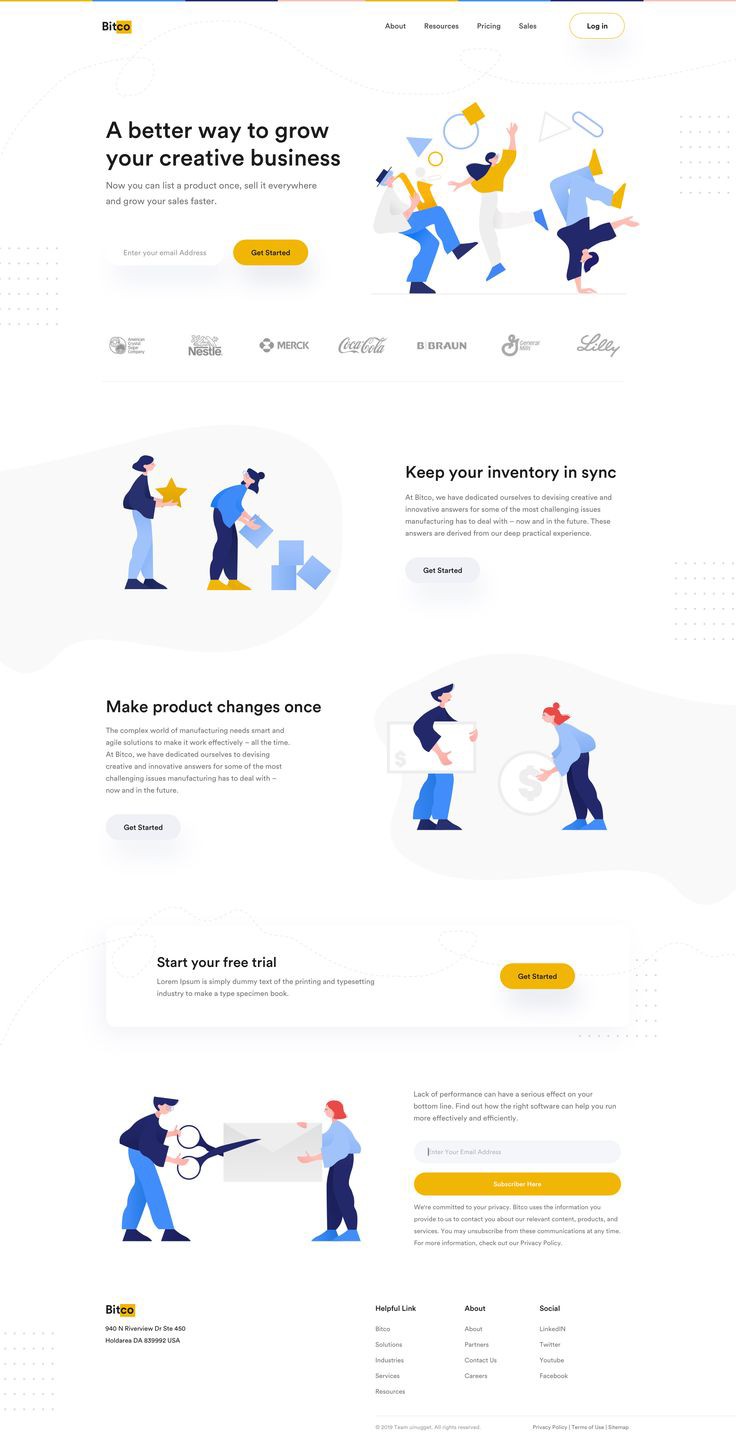 Bitco
About Resources Pricing Sales Log in
A better way to grow
your creative business
Now you can list a product once, sell it everywhere
and grow your sales faster.
Enter your email Address Get Started
American
Crystal
Sugar
Company
Nestle
MERCK
Coca-Cola
B|BRAUN
General
Mills
Lilly
Keep your inventory in sync
At Bitco, we have dedicated ourselves to devising creative and
innovative answers for some of the most challenging issues
manufacturing has to deal with – now and in the future. These
answers are derived from our deep practical experience.
Get Started
Make product changes once
The complex world of manufacturing needs smart and
agile solutions to make it work effectively – all the time.
At Bitco, we have dedicated ourselves to devising
creative and innovative answers for some of the most
challenging issues manufacturing has to deal with –
now and in the future.
Get Started
$
$
Start your free trial
Lorem Ipsum is simply dummy text of the printing and typesetting
industry to make a type specimen book.
Get Started
Lack of performance can have a serious effect on your
bottom line. Find out how the right software can help you run
more effectively and efficiently.
Enter Your Email Address
Subscriber Here
We're committed to your privacy. Bitco uses the information you
provide to us to contact you about our relevant content, products, and
services. You may unsubscribe from these communications at any time.
For more information, check out our Privacy Policy.
Bitco
940 N Riverview Dr Ste 450
Holdarea DA 839992 USA
Helpful Link
Bitco
Solutions
Industries
Services
Resources
About
About
Partners
Contact Us
Careers
Social
LinkedIN
Twitter
Youtube
Facebook
© 2019 Team uinugget. All rights reserved.
Privacy Policy | Terms of Use | Sitemap